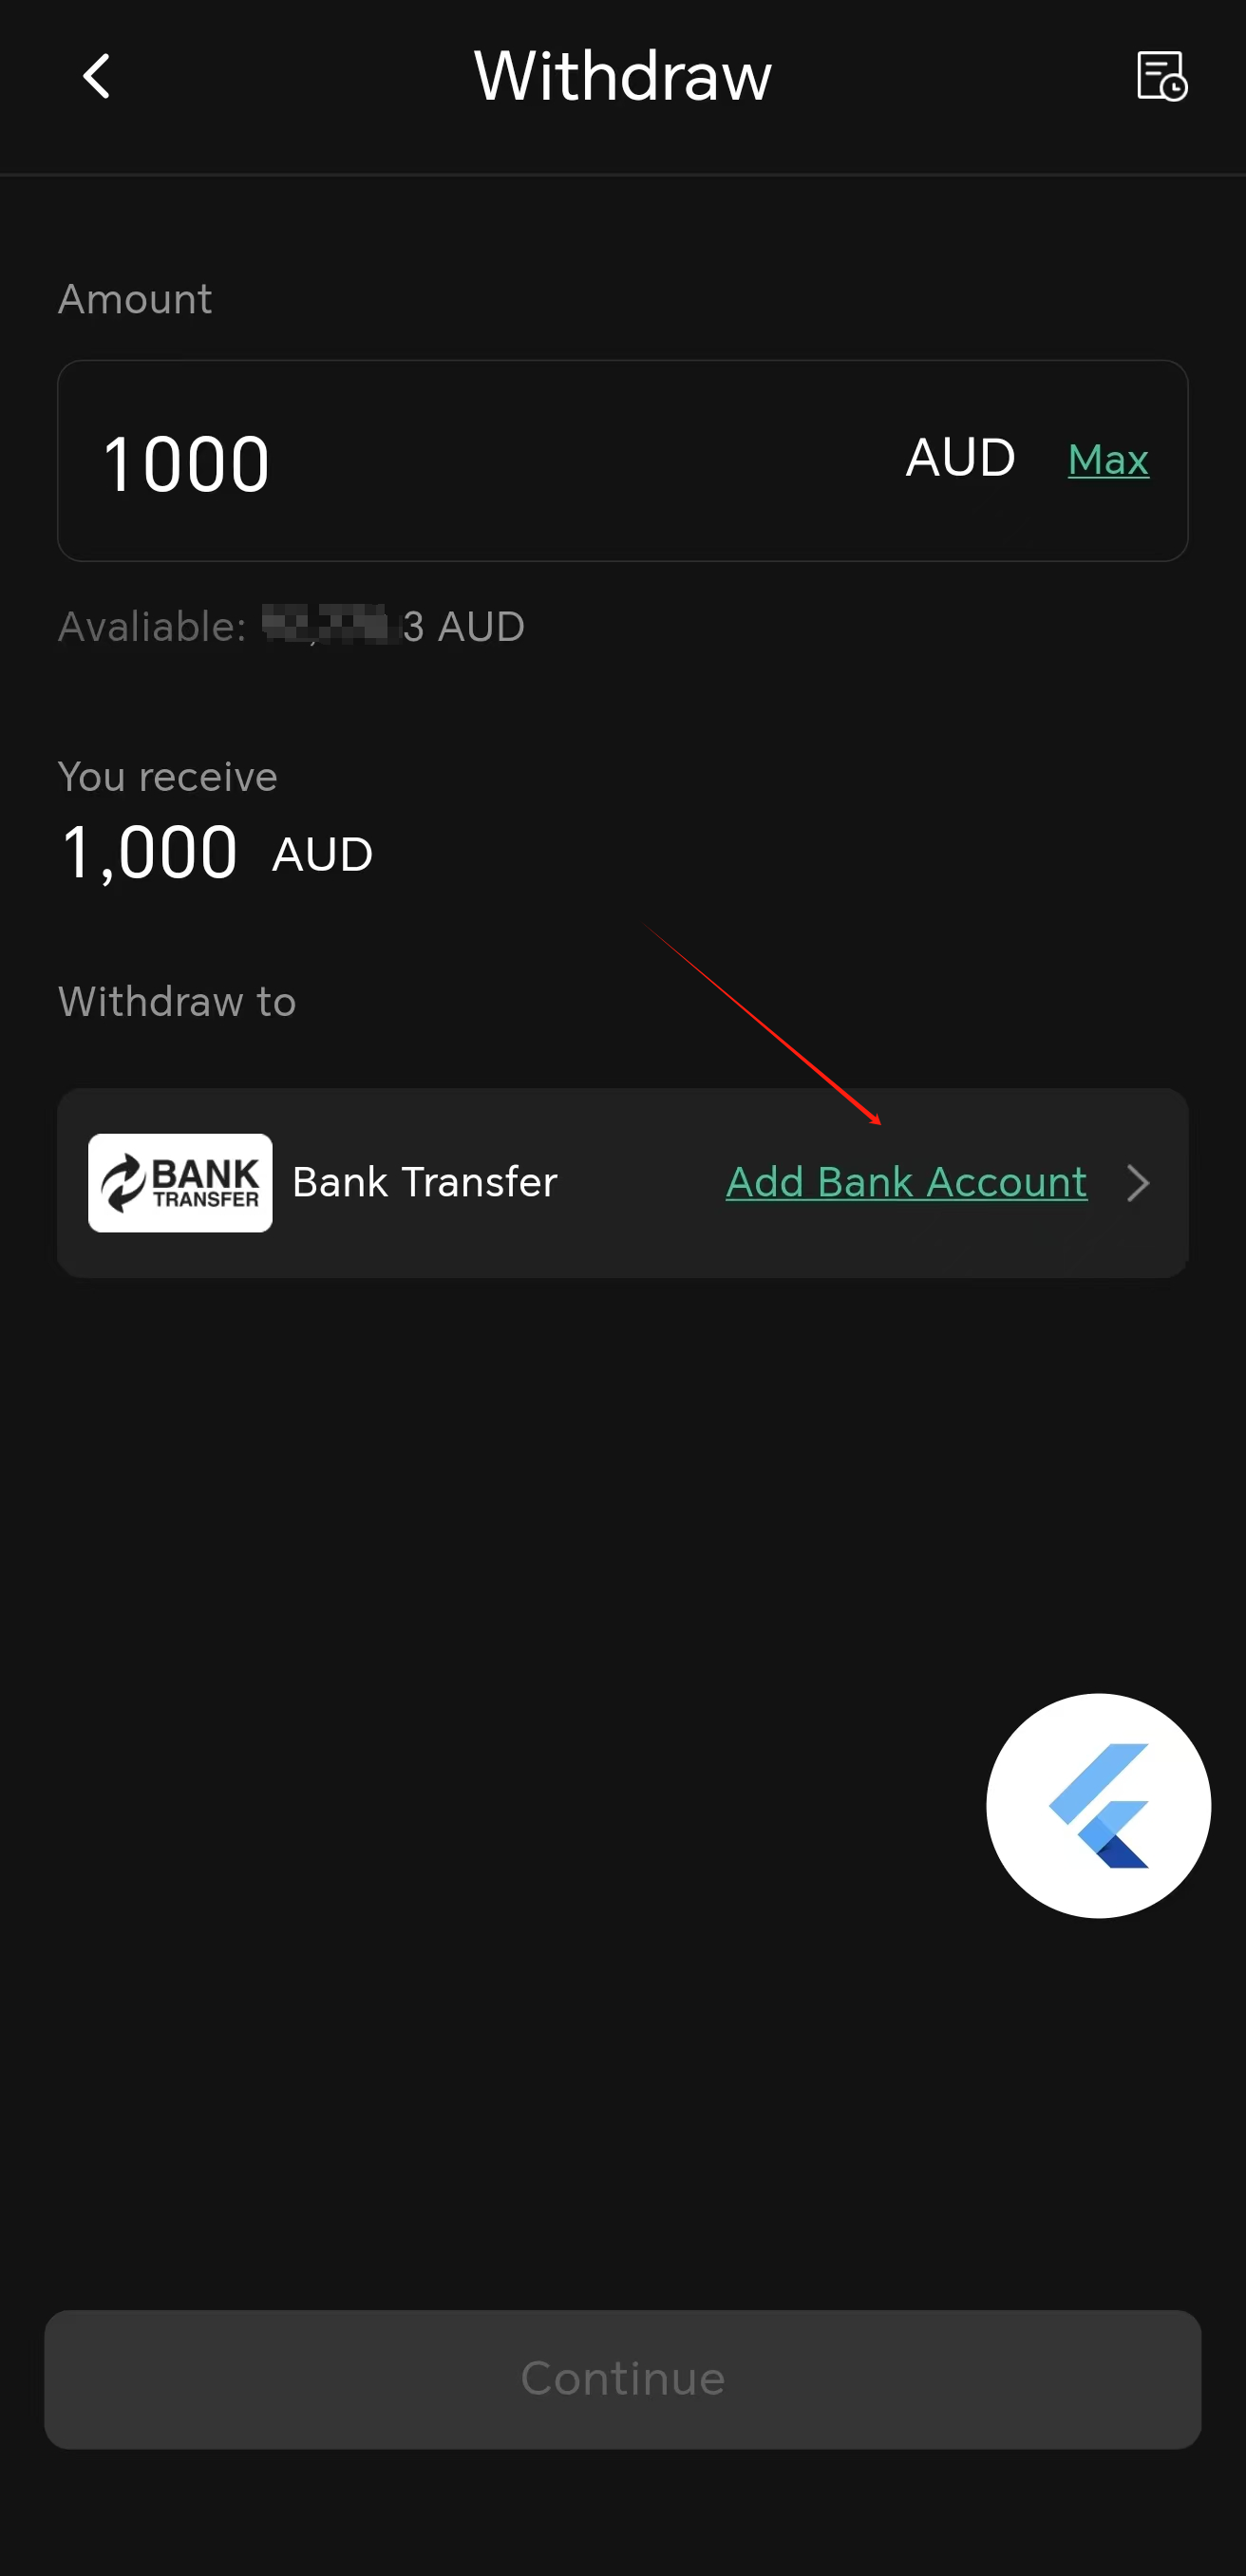 Withdraw
Amount
1000 AUD Max
Avaliable: 3 AUD
You receive
1,000 AUD
Withdraw to
BANK
TRANSFER
Bank Transfer Add Bank Account
Continue